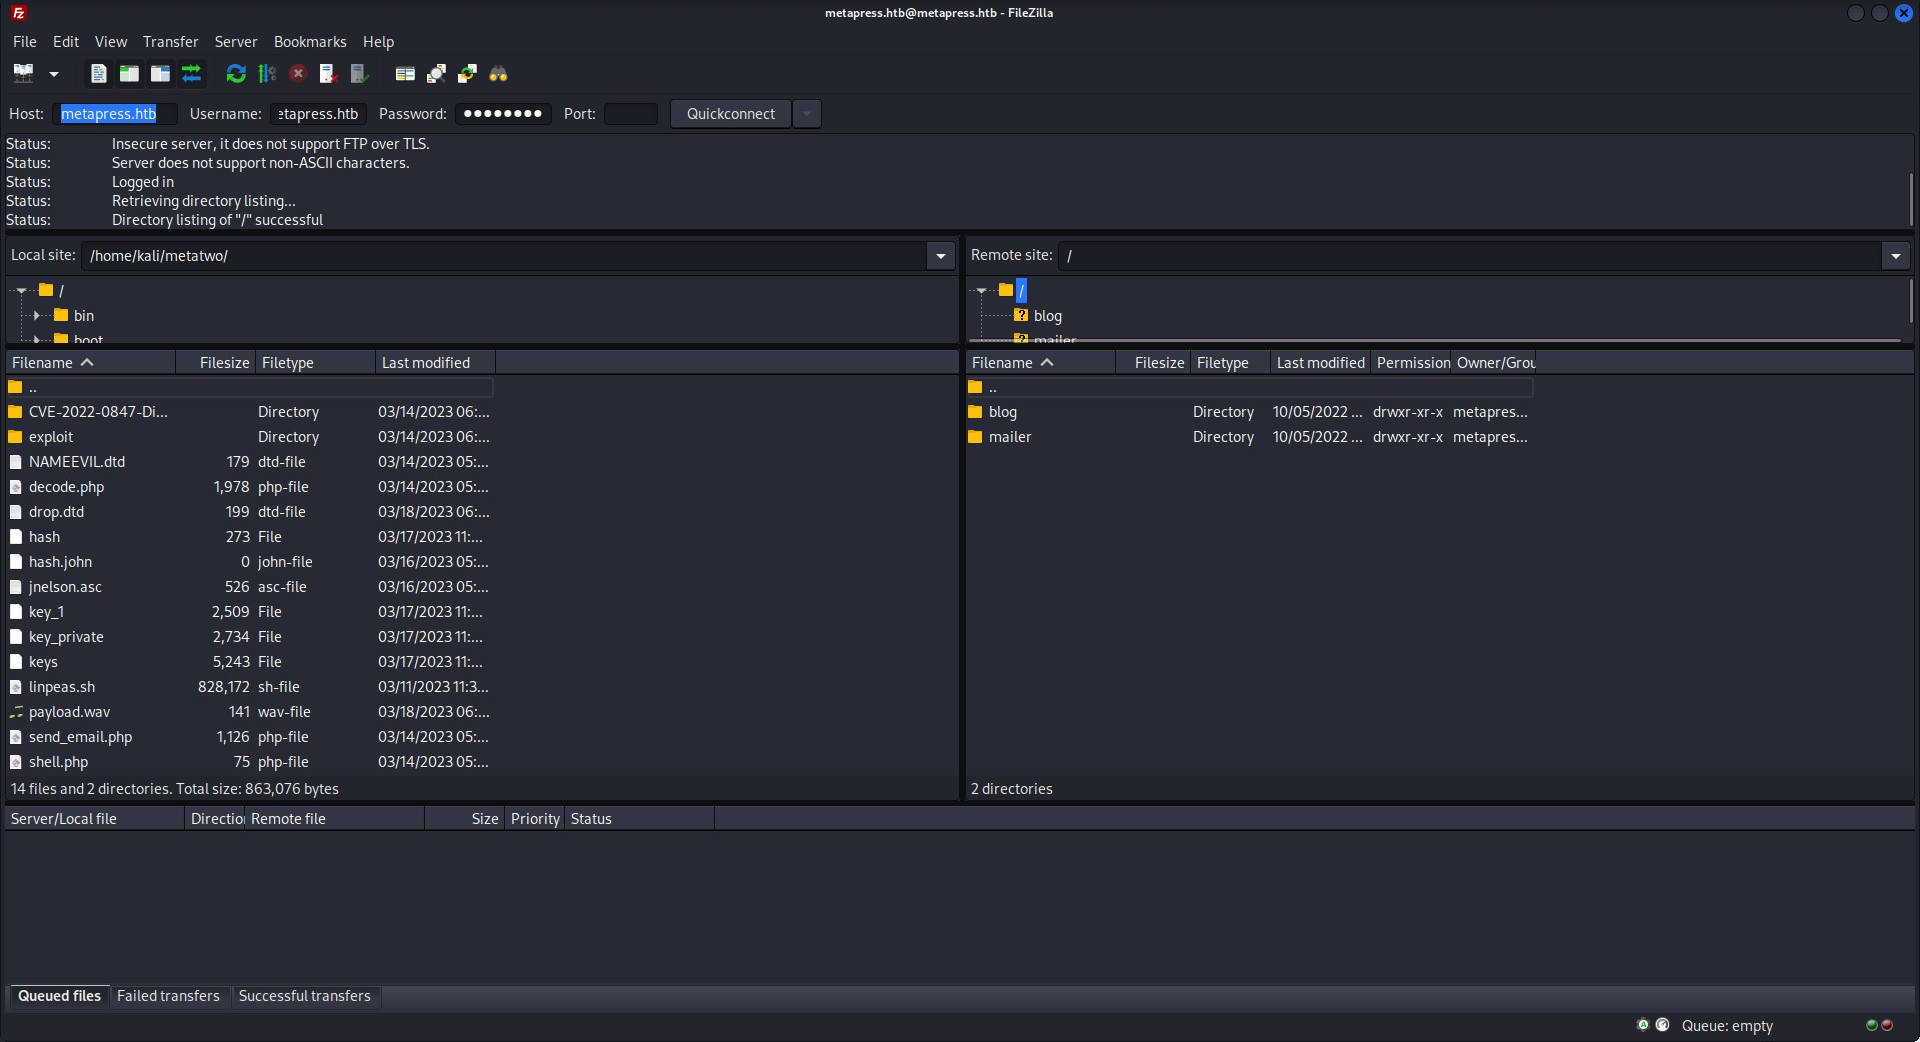 metapress.htb@metapress.htb - FileZilla
File Edit View Transfer Server Bookmarks Help
Host: metapress.htb Username: etapress.htb Password: ●●●●●●●● Port: Quickconnect
Status: Insecure server, it does not support FTP over TLS.
Status: Server does not support non-ASCII characters.
Status: Logged in
Status: Retrieving directory listing...
Status: Directory listing of "/" successful
Local site: /home/kali/metatwo/
/
bin
boot
Filename Filesize Filetype Last modified
..
CVE-2022-0847-Di... Directory 03/14/2023 06:...
exploit Directory 03/14/2023 06:...
NAMEEVIL.dtd 179 dtd-file 03/14/2023 05:...
decode.php 1,978 php-file 03/14/2023 05:...
drop.dtd 199 dtd-file 03/18/2023 06:...
hash 273 File 03/17/2023 11:...
hash.john 0 john-file 03/16/2023 05:...
jnelson.asc 526 asc-file 03/16/2023 05:...
key_1 2,509 File 03/17/2023 11:...
key_private 2,734 File 03/17/2023 11:...
keys 5,243 File 03/17/2023 11:...
linpeas.sh 828,172 sh-file 03/11/2023 11:3...
payload.wav 141 wav-file 03/18/2023 06:...
send_email.php 1,126 php-file 03/14/2023 05:...
shell.php 75 php-file 03/14/2023 05:...
14 files and 2 directories. Total size: 863,076 bytes
Remote site: /
/
blog
mailer
Filename Filesize Filetype Last modified Permission Owner/Grou
..
blog Directory 10/05/2022 ... drwxr-xr-x metapres...
mailer Directory 10/05/2022 ... drwxr-xr-x metapres...
2 directories
Server/Local file Directio Remote file Size Priority Status
Queued files Failed transfers Successful transfers
Queue: empty